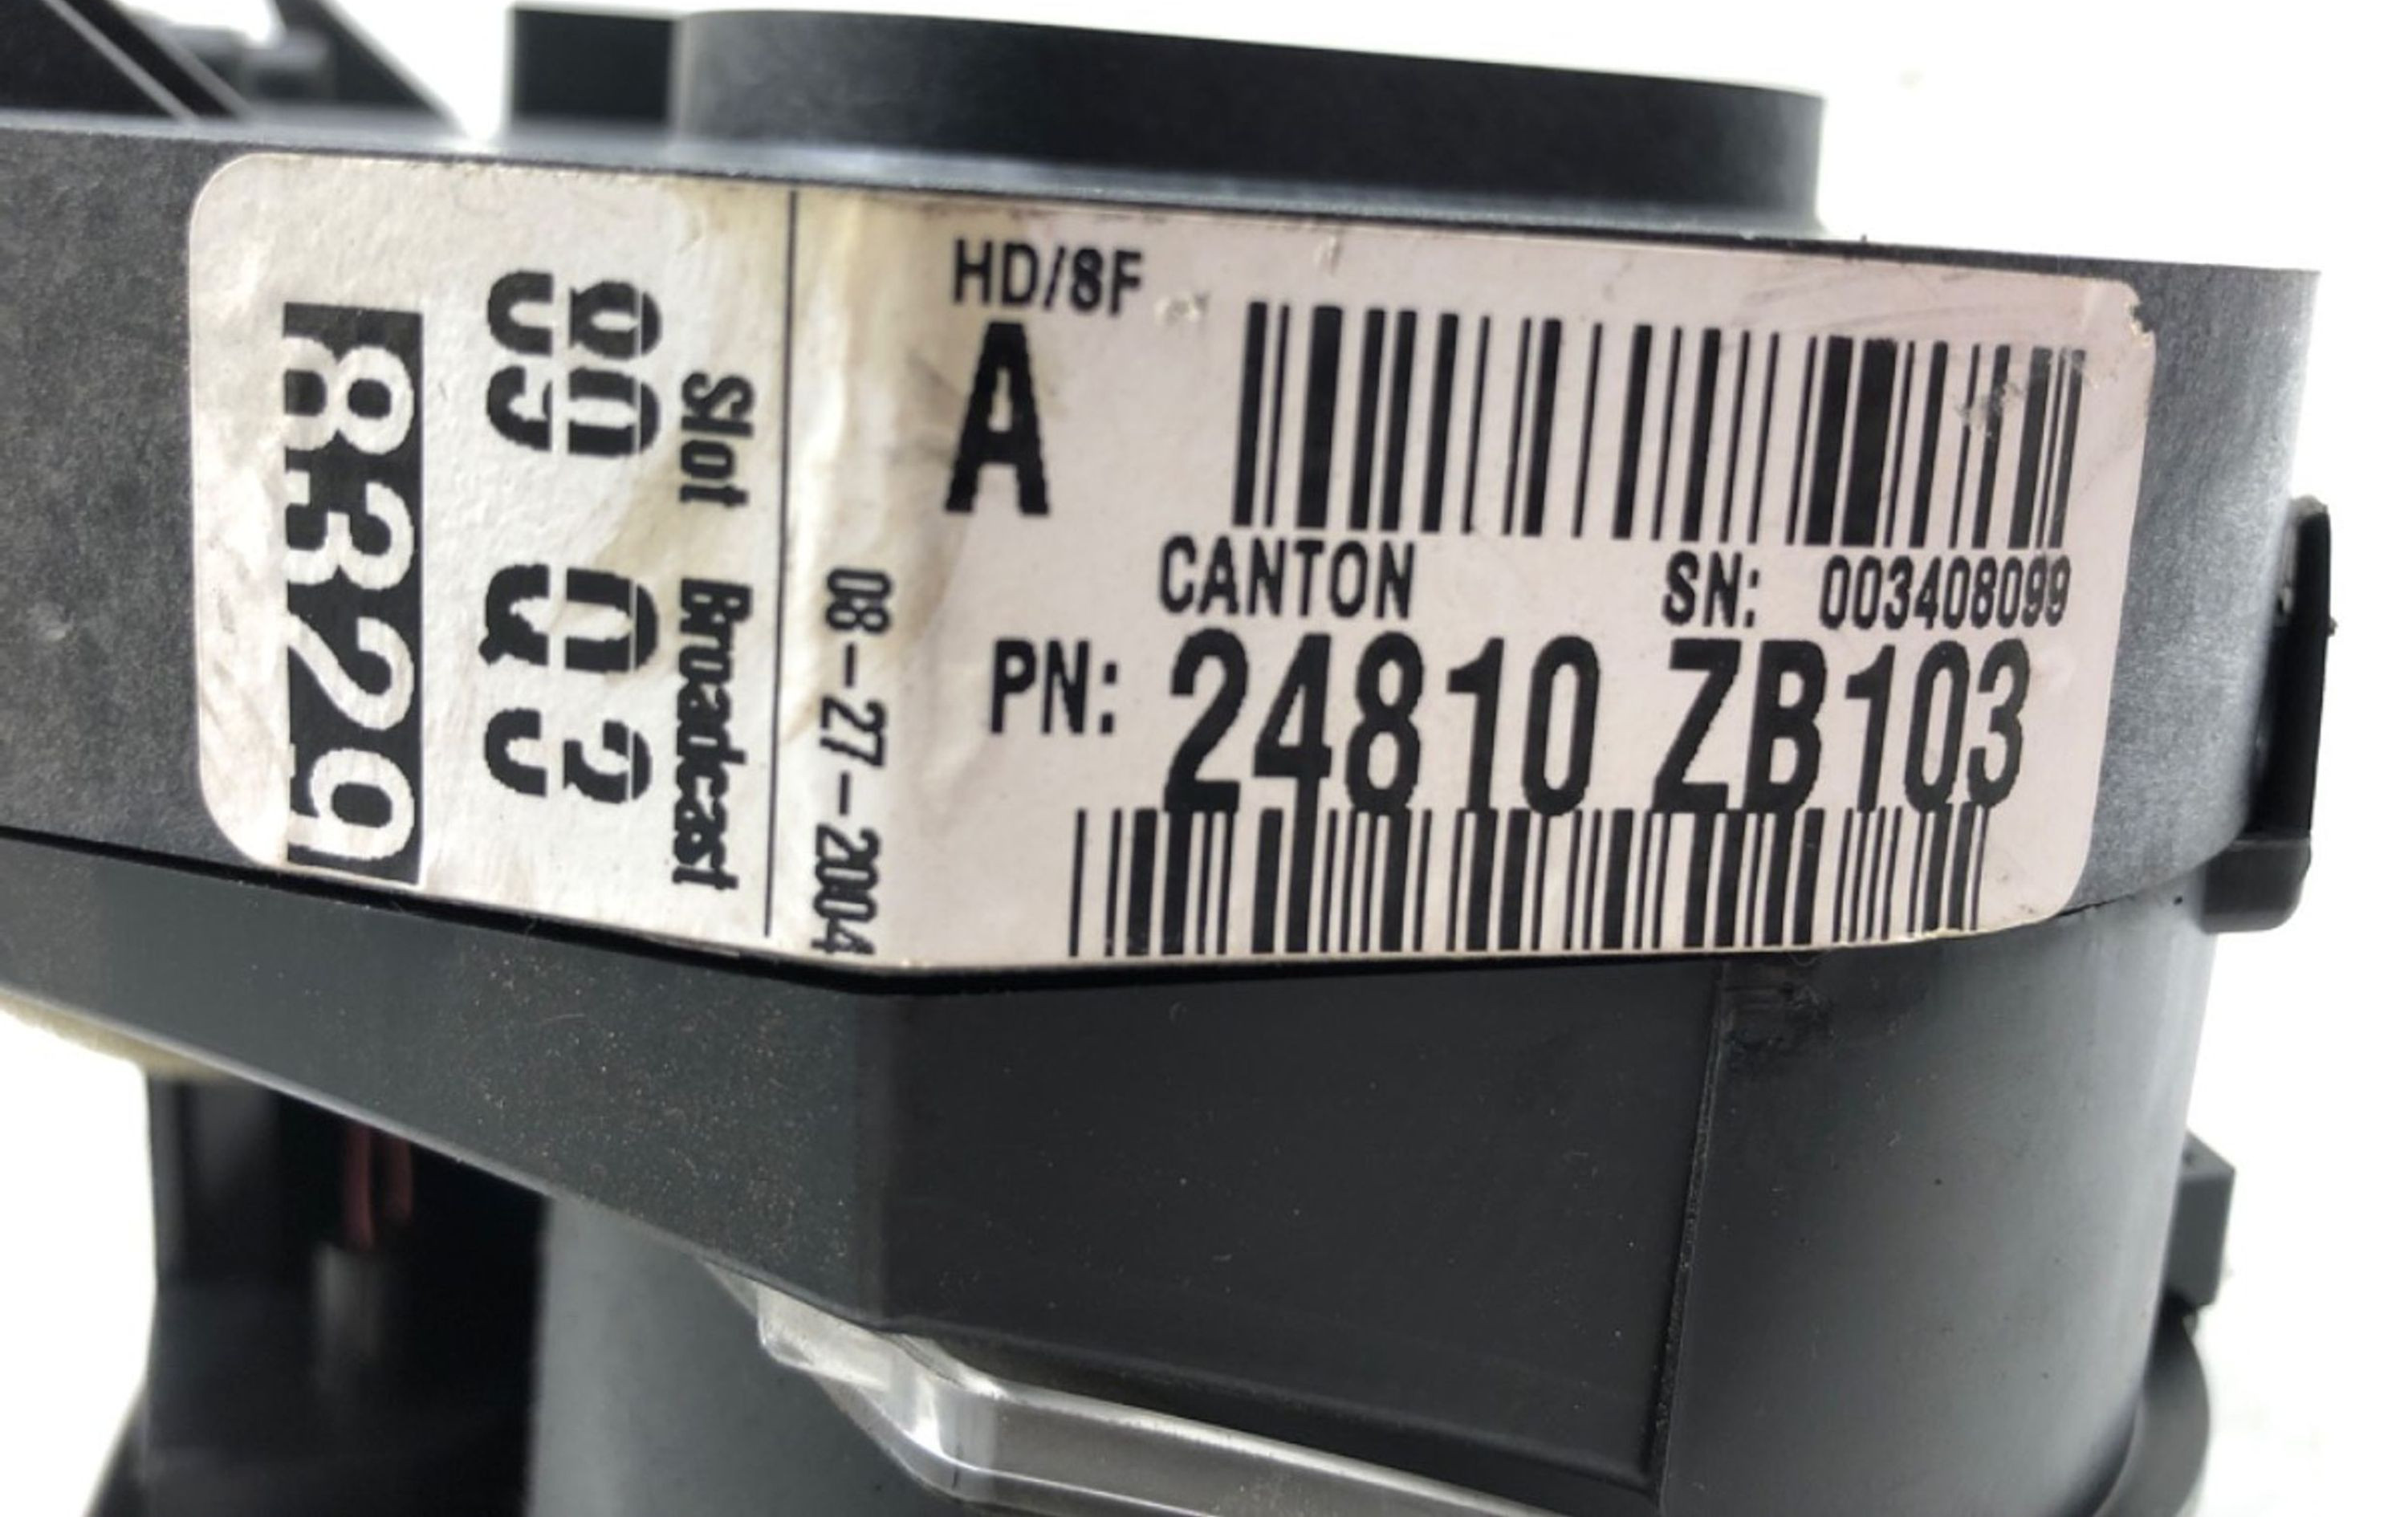 HD/8F
A
CANTON SN: 003408099
PN: 24810 ZB103
08-27-2004
Slot Broadcast
8329